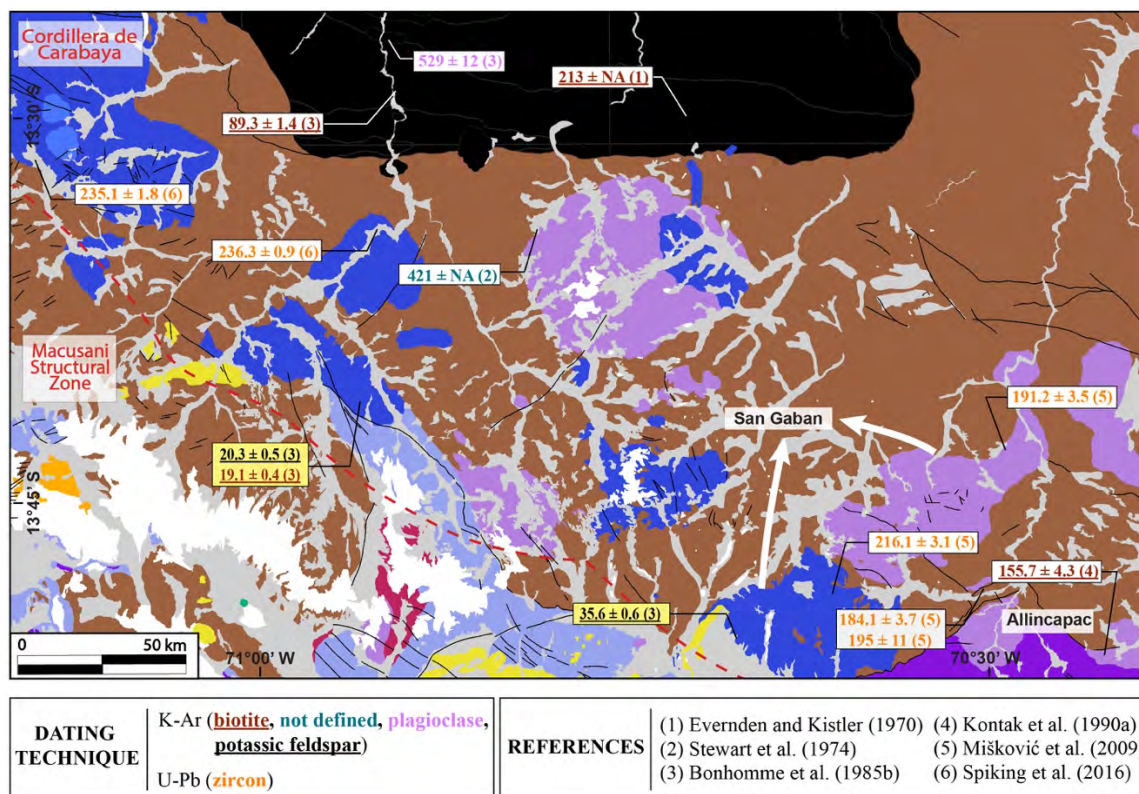 Cordillera de
Carabaya
529 ± 12 (3)
213 ± NA (1)
89.3 ± 1.4 (3)
13°30' S
235.1 ± 1.8 (6)
236.3 ± 0.9 (6)
421 ± NA (2)
Macusani
Structural
Zone
191.2 ± 3.5 (5)
San Gaban
20.3 ± 0.5 (3)
19.1 ± 0.4 (3)
13°45' S
216.1 ± 3.1 (5)
155.7 ± 4.3 (4)
35.6 ± 0.6 (3)
184.1 ± 3.7 (5)
195 ± 11 (5)
Allincapac
0 50 km
71°00' W
70°30' W
DATING
TECHNIQUE
K-Ar (biotite, not defined, plagioclase,
potassic feldspar)
U-Pb (zircon)
REFERENCES
(1) Evernden and Kistler (1970)
(2) Stewart et al. (1974)
(3) Bonhomme et al. (1985b)
(4) Kontak et al. (1990a)
(5) Mišković et al. (2009)
(6) Spiking et al. (2016)